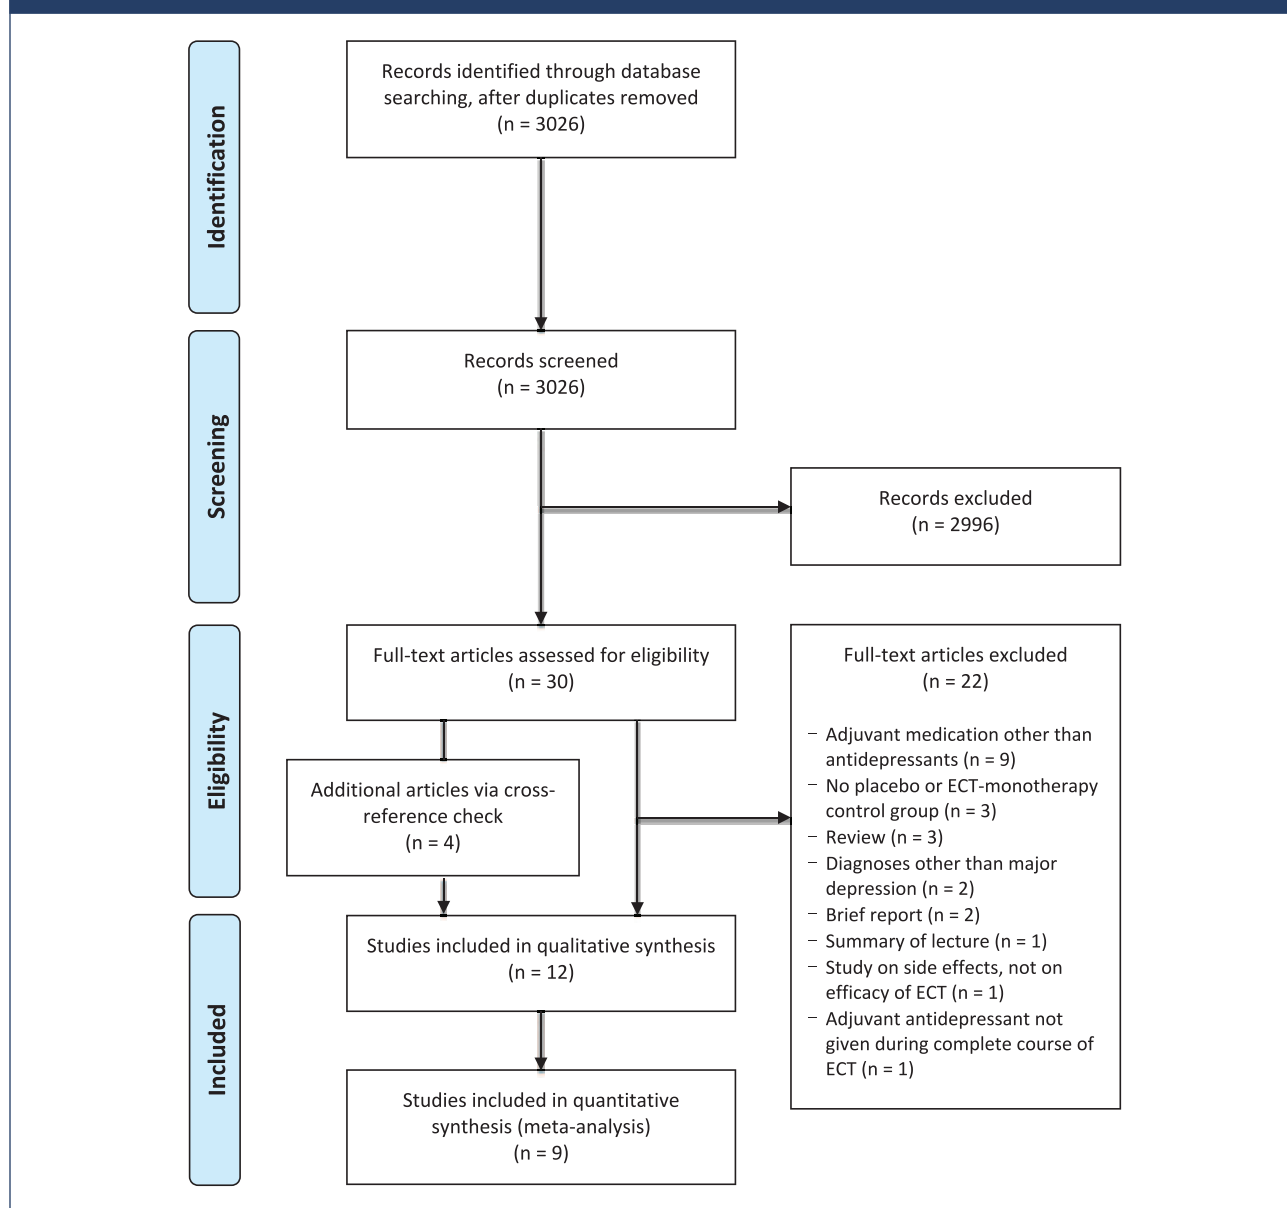 Identification
Records identified through database
searching, after duplicates removed
(n = 3026)
Screening
Records screened
(n = 3026)
Records excluded
(n = 2996)
Eligibility
Full-text articles assessed for eligibility
(n = 30)
Additional articles via cross-
reference check
(n = 4)
Full-text articles excluded
(n = 22)
– Adjuvant medication other than
antidepressants (n = 9)
– No placebo or ECT-monotherapy
control group (n = 3)
– Review (n = 3)
– Diagnoses other than major
depression (n = 2)
– Brief report (n = 2)
– Summary of lecture (n = 1)
– Study on side effects, not on
efficacy of ECT (n = 1)
– Adjuvant antidepressant not
given during complete course of
ECT (n = 1)
Included
Studies included in qualitative synthesis
(n = 12)
Studies included in quantitative
synthesis (meta-analysis)
(n = 9)